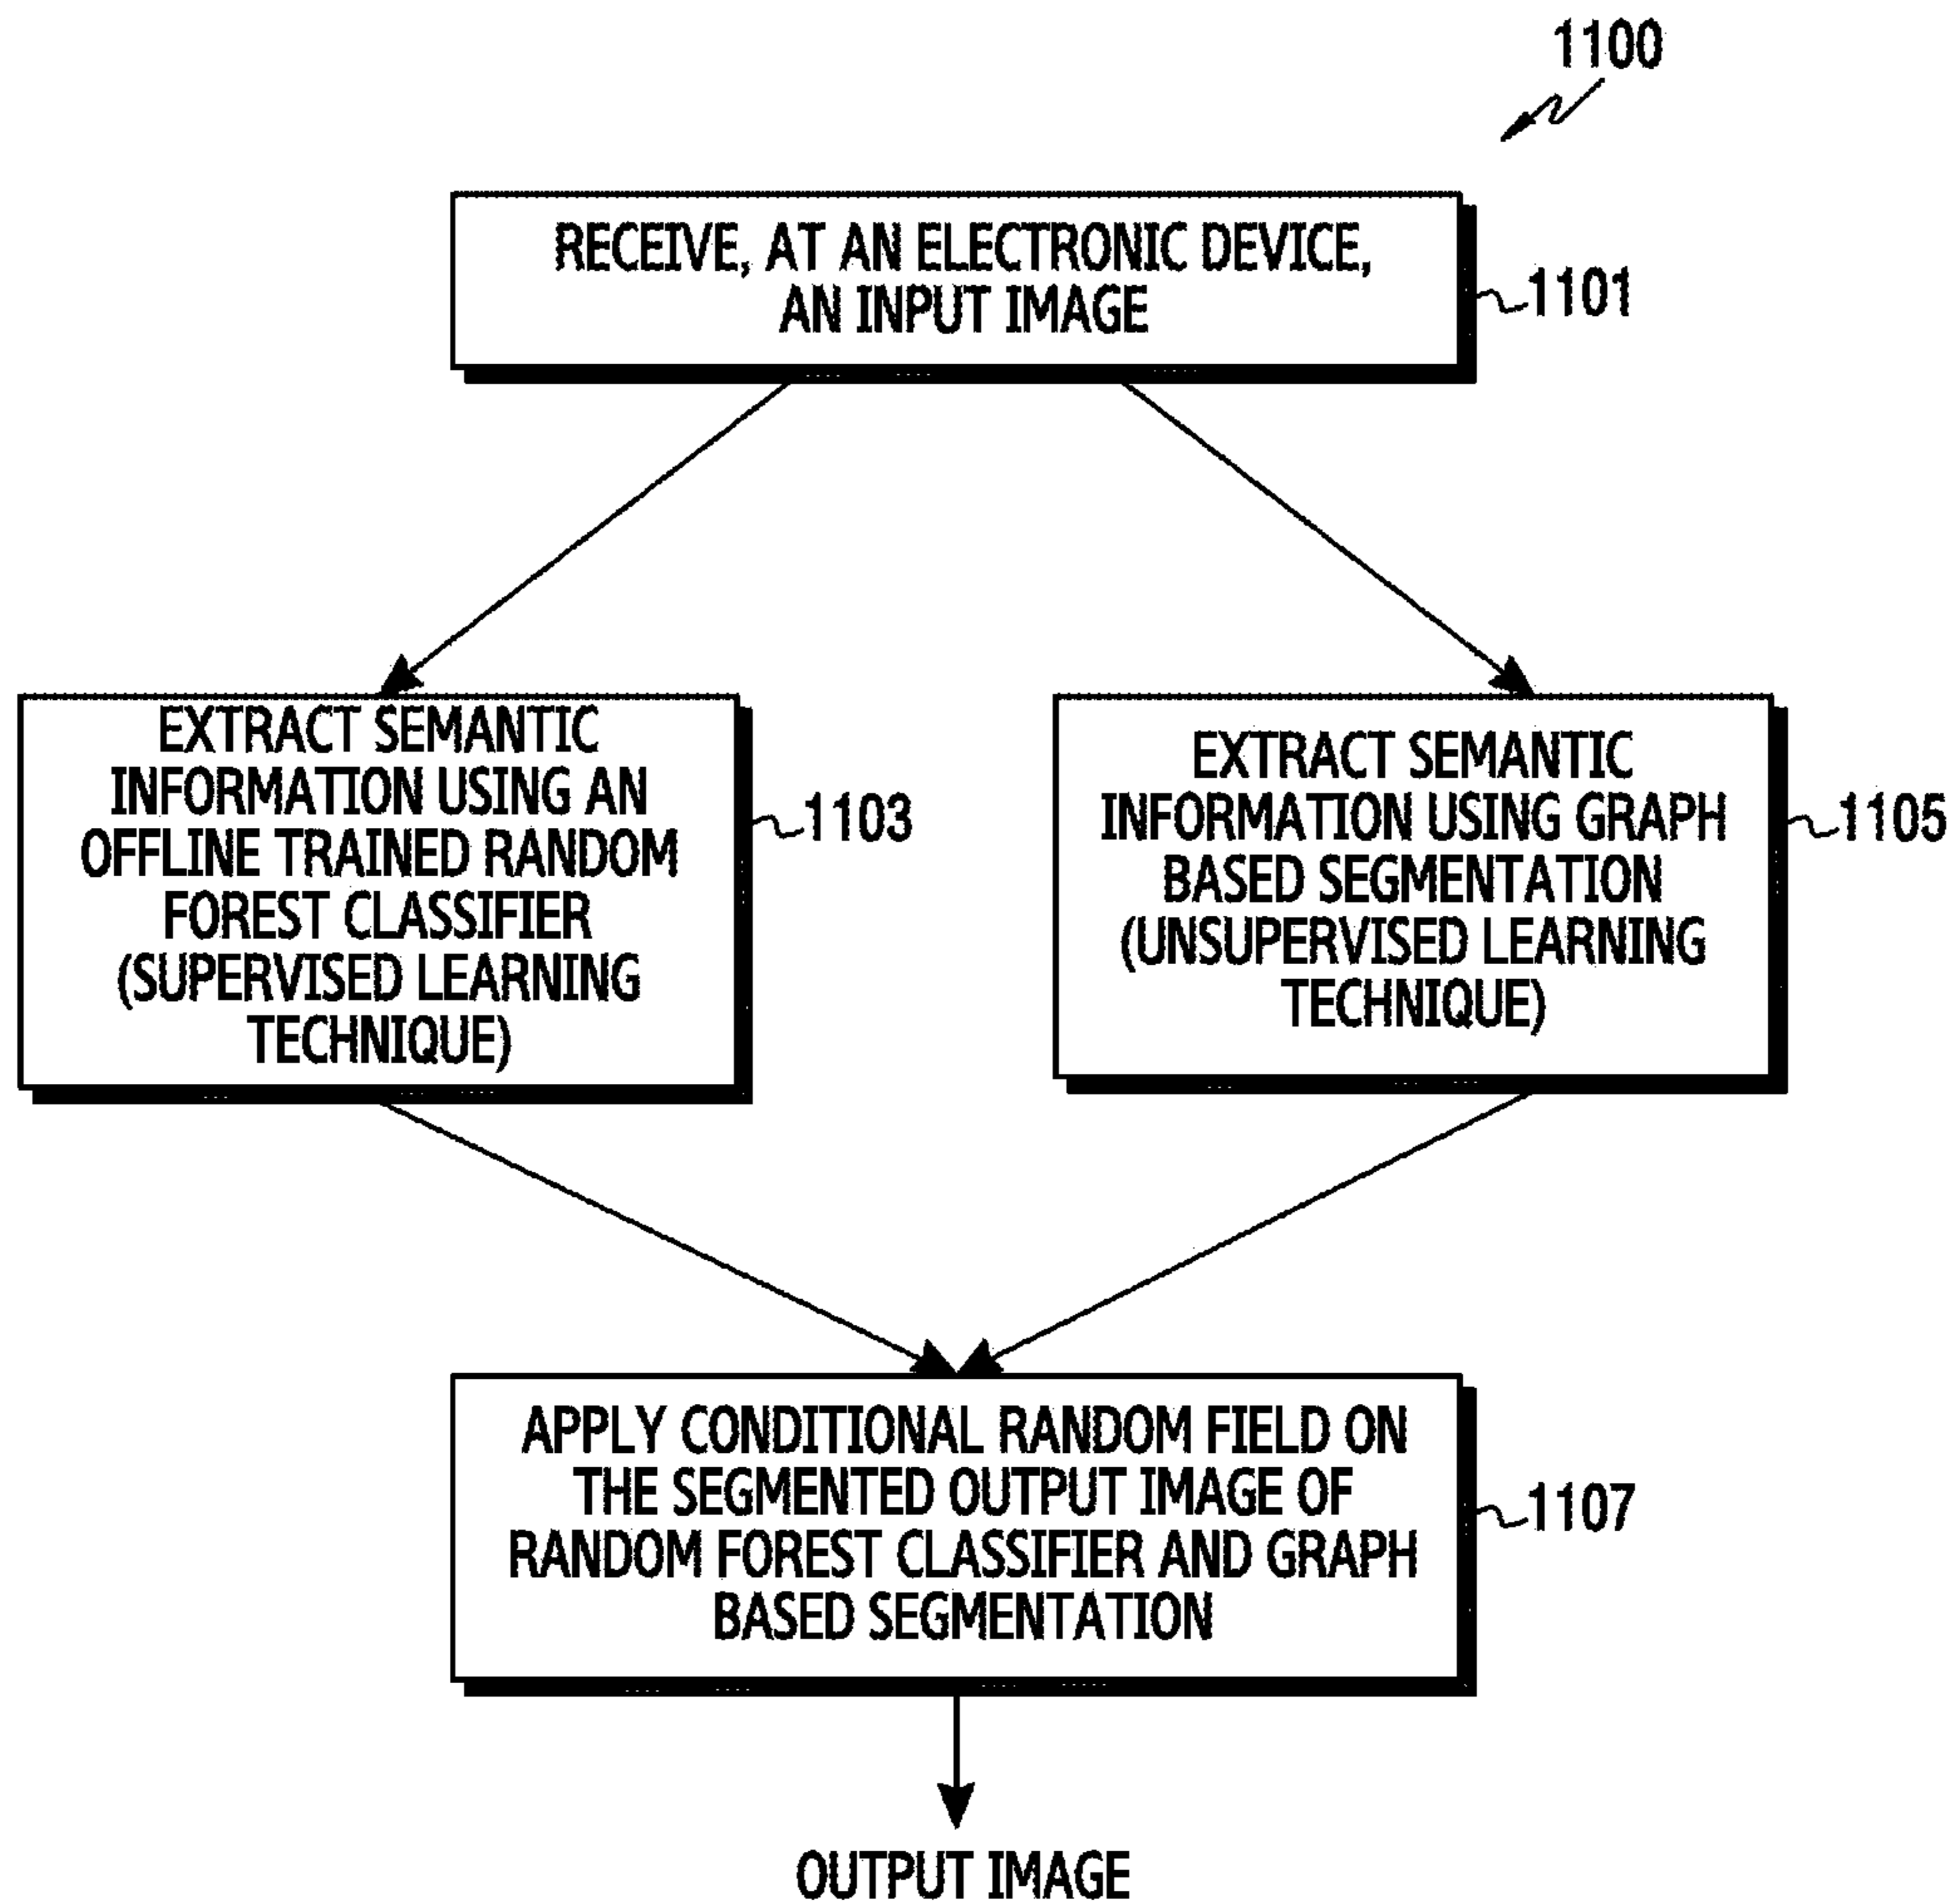 1100
RECEIVE, AT AN ELECTRONIC DEVICE,
AN INPUT IMAGE
1101
EXTRACT SEMANTIC
INFORMATION USING AN
OFFLINE TRAINED RANDOM
FOREST CLASSIFIER
(SUPERVISED LEARNING
TECHNIQUE)
1103
EXTRACT SEMANTIC
INFORMATION USING GRAPH
BASED SEGMENTATION
(UNSUPERVISED LEARNING
TECHNIQUE)
1105
APPLY CONDITIONAL RANDOM FIELD ON
THE SEGMENTED OUTPUT IMAGE OF
RANDOM FOREST CLASSIFIER AND GRAPH
BASED SEGMENTATION
1107
OUTPUT IMAGE